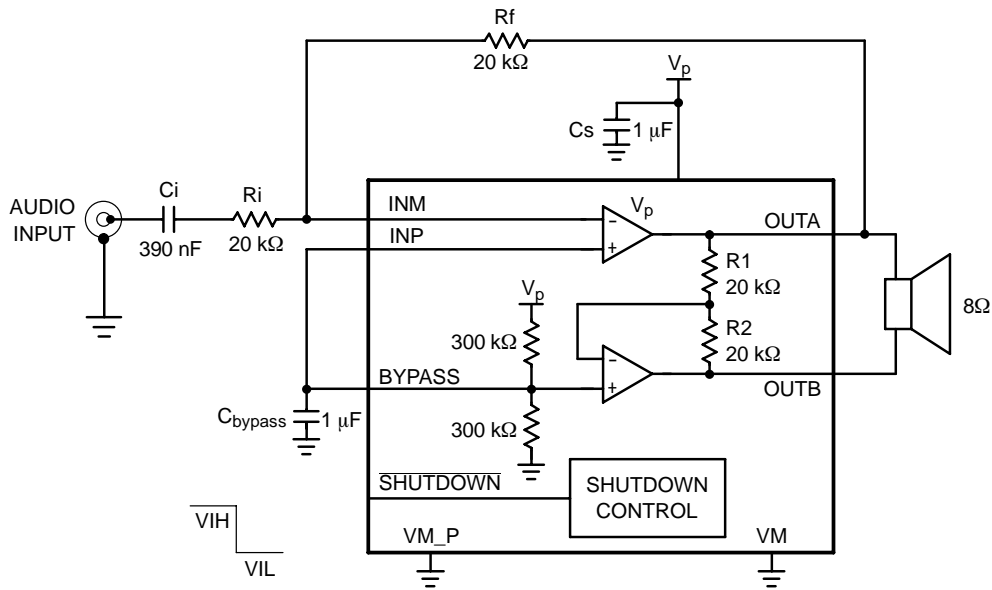 Rf
20 kΩ
Vp
Cs
1 μF
AUDIO
INPUT
Ci
390 nF
Ri
20 kΩ
INM
INP
Vp
−
+
OUTA
R1
20 kΩ
Vp
300 kΩ
R2
20 kΩ
8Ω
−
+
BYPASS
OUTB
Cbypass
1 μF
300 kΩ
SHUTDOWN
SHUTDOWN
CONTROL
VIH
VIL
VM_P
VM